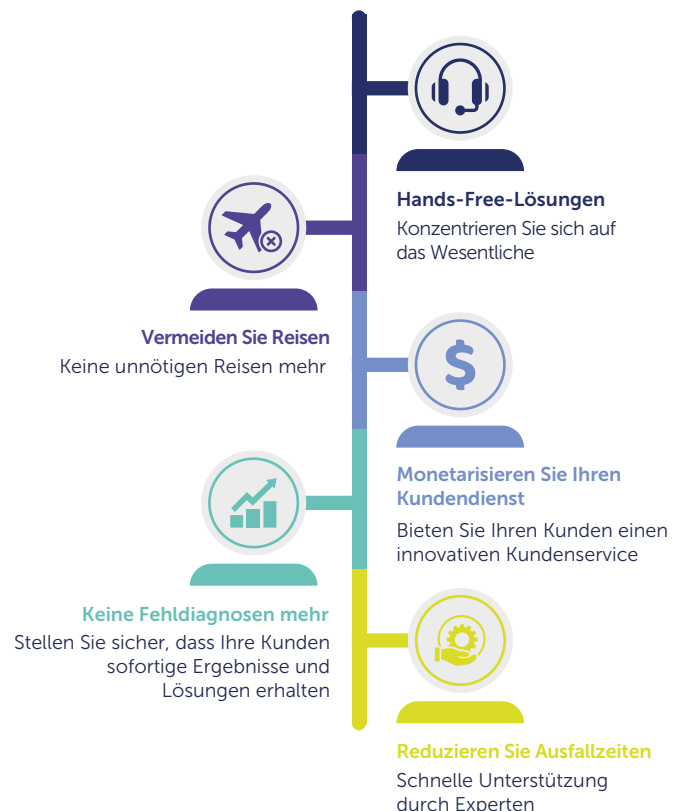 Hands-Free-Lösungen
Konzentrieren Sie sich auf
das Wesentliche
Vermeiden Sie Reisen
Keine unnötigen Reisen mehr
$
Monetarisieren Sie Ihren
Kundendienst
Bieten Sie Ihren Kunden einen
innovativen Kundenservice
Keine Fehldiagnosen mehr
Stellen Sie sicher, dass Ihre Kunden
sofortige Ergebnisse und
Lösungen erhalten
Reduzieren Sie Ausfallzeiten
Schnelle Unterstützung
durch Experten